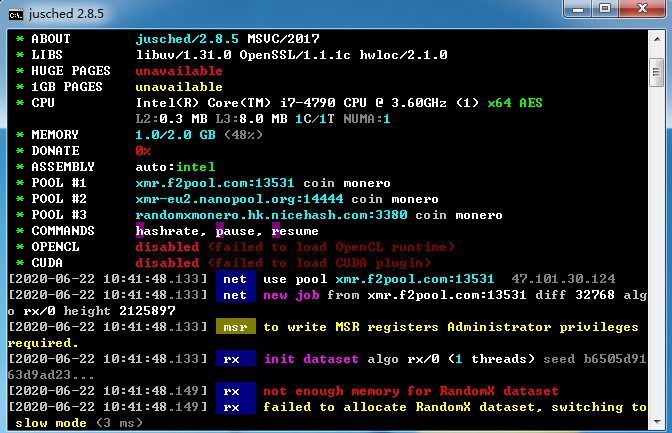 jusched 2.8.5
* ABOUT jusched/2.8.5 MSVC/2017
* LIBS libuv/1.31.0 OpenSSL/1.1.1c hwloc/2.1.0
* HUGE PAGES unavailable
* 1GB PAGES unavailable
* CPU Intel(R) Core(TM) i7-4790 CPU @ 3.60GHz (1) x64 AES
L2:0.3 MB L3:8.0 MB 1C/1T NUMA:1
* MEMORY 1.0/2.0 GB (48%)
* DONATE 0%
* ASSEMBLY auto:intel
* POOL #1 xmr.f2pool.com:13531 coin monero
* POOL #2 xmr-eu2.nanopool.org:14444 coin monero
* POOL #3 randomxmonero.hk.nicehash.com:3380 coin monero
* COMMANDS hashrate, pause, resume
* OPENCL disabled (failed to load OpenCL runtime)
* CUDA disabled (failed to load CUDA plugin)
[2020-06-22 10:41:48.133] net use pool xmr.f2pool.com:13531 47.101.30.124
[2020-06-22 10:41:48.133] net new job from xmr.f2pool.com:13531 diff 32768 alg
o rx/0 height 2125897
[2020-06-22 10:41:48.133] msr to write MSR registers Administrator privileges
required.
[2020-06-22 10:41:48.133] rx init dataset algo rx/0 (1 threads) seed b6505d91
63d9ad23...
[2020-06-22 10:41:48.149] rx not enough memory for RandomX dataset
[2020-06-22 10:41:48.149] rx failed to allocate RandomX dataset, switching to
slow mode (3 ms)